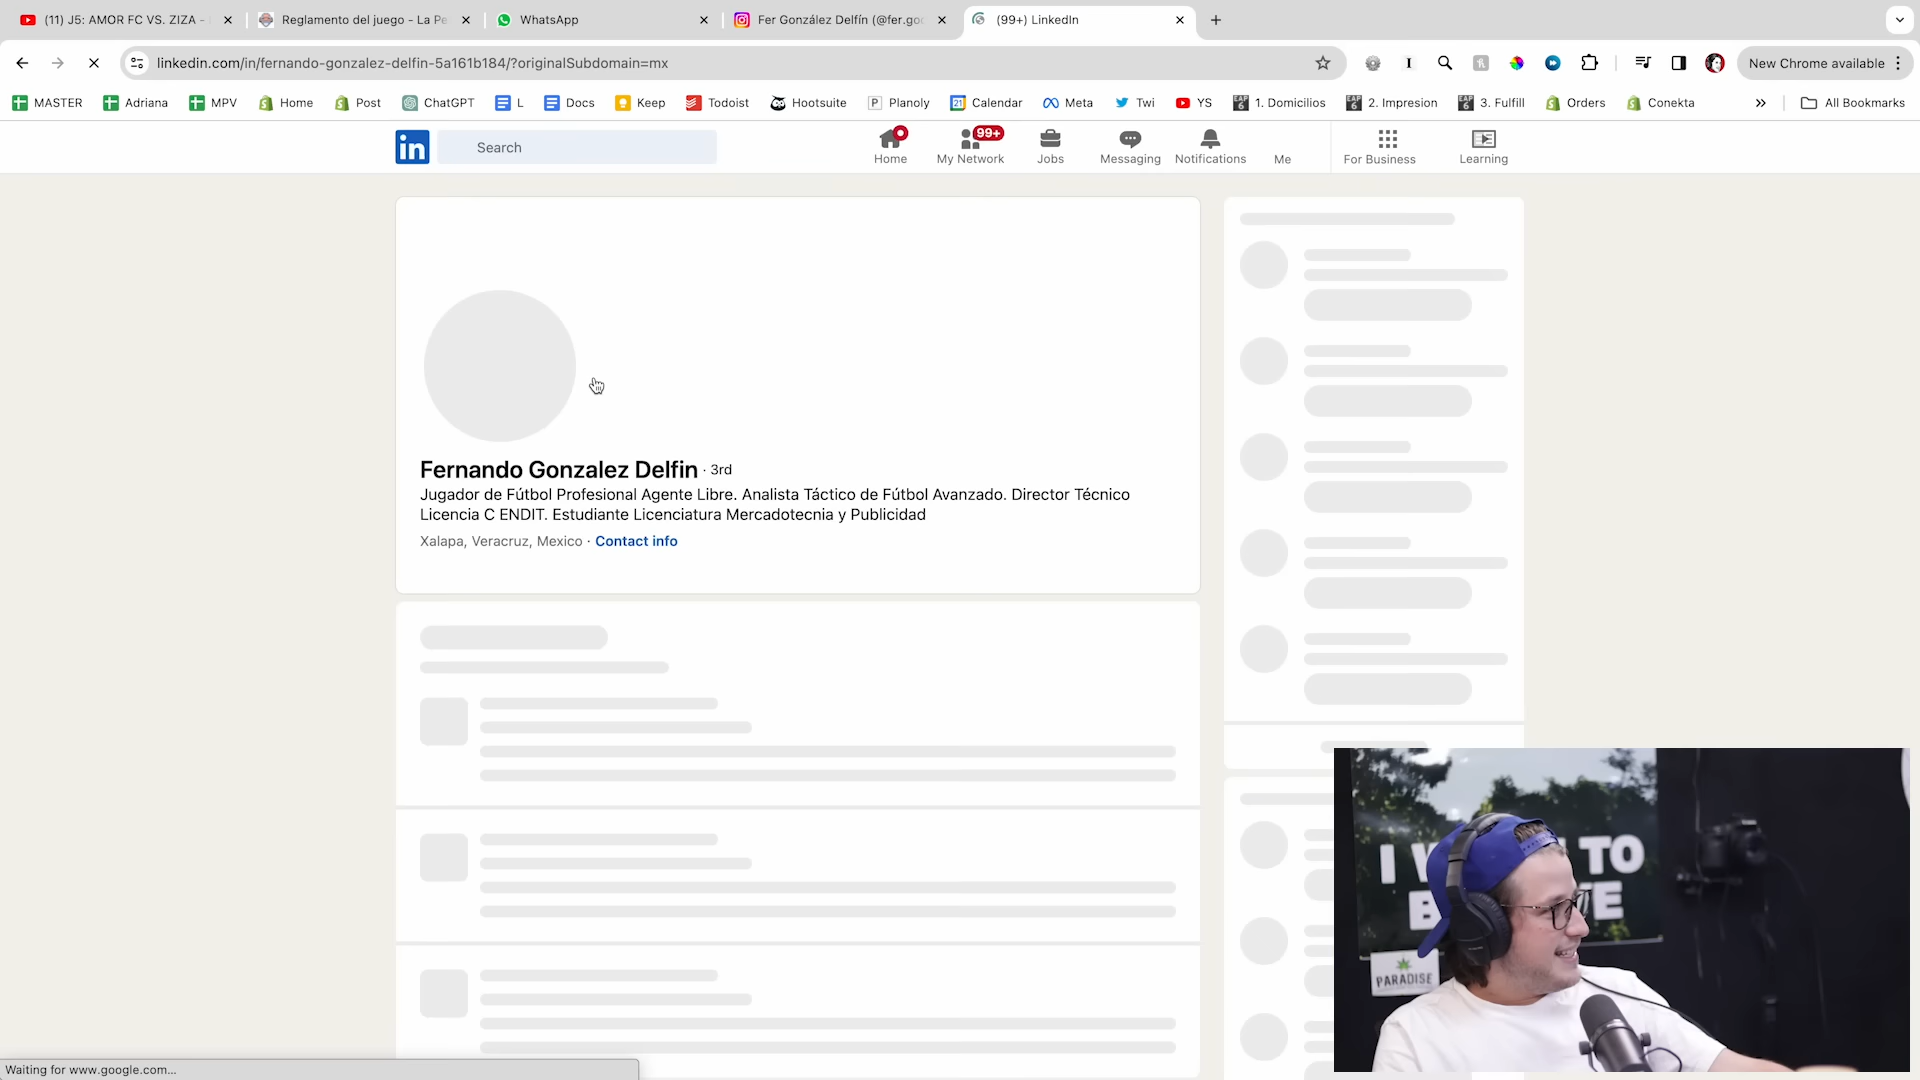 (11) J5: AMOR FC VS. ZIZA -
Reglamento del juego - La Pe
WhatsApp
Fer González Delfín (@fer.go
(99+) LinkedIn
linkedin.com/in/fernando-gonzalez-delfin-5a161b184/?originalSubdomain=mx
New Chrome available
MASTER
Adriana
MPV
Home
Post
ChatGPT
L
Docs
Keep
Todoist
Hootsuite
Planoly
Calendar
Meta
Twi
YS
1. Domicilios
2. Impresion
3. Fulfill
Orders
Conekta
All Bookmarks
in
Search
Home
99+
My Network
Jobs
Messaging
Notifications
Me
For Business
Learning
Fernando Gonzalez Delfin · 3rd
Jugador de Fútbol Profesional Agente Libre. Analista Táctico de Fútbol Avanzado. Director Técnico
Licencia C ENDIT. Estudiante Licenciatura Mercadotecnia y Publicidad
Xalapa, Veracruz, Mexico · Contact info
TO
PARADISE
Waiting for www.google.com...